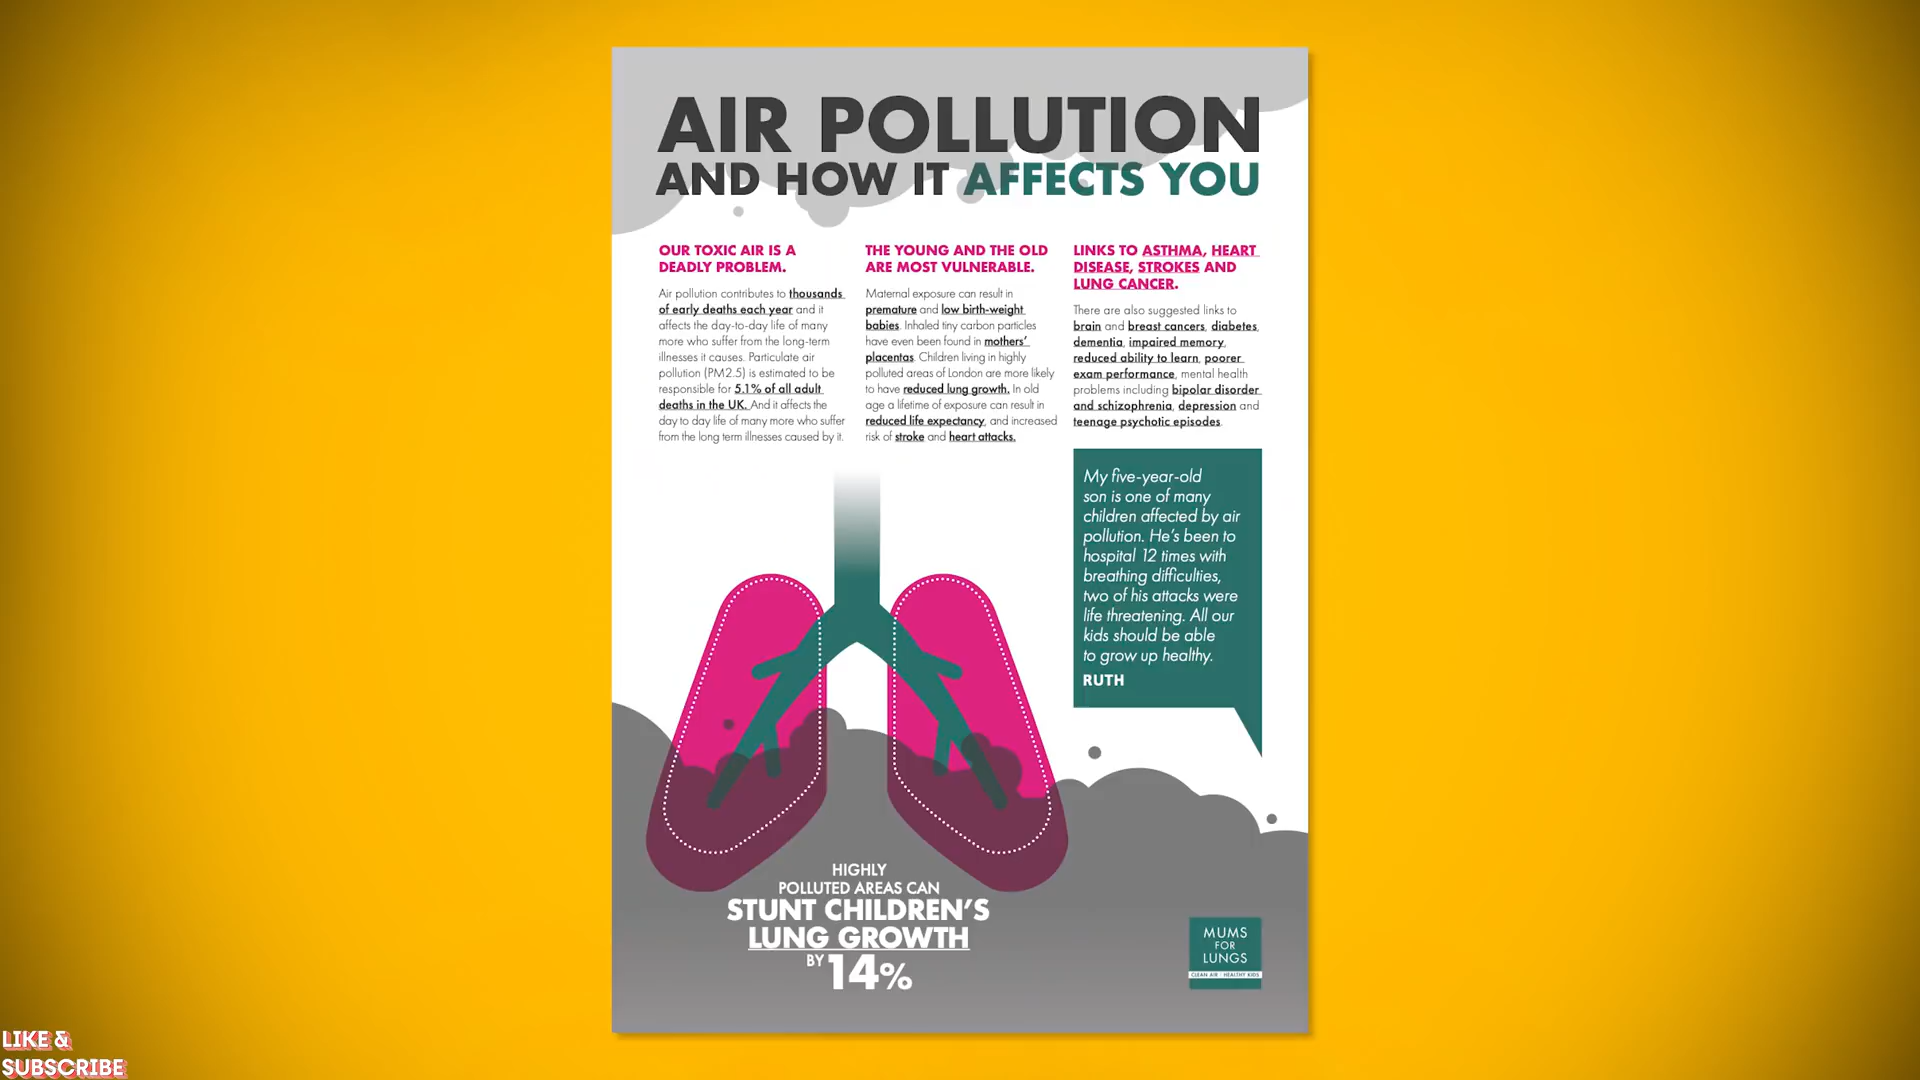 AIR POLLUTION
AND HOW IT AFFECTS YOU
OUR TOXIC AIR IS A
DEADLY PROBLEM.
Air pollution contributes to thousands
of early deaths each year and it
affects the day-to-day life of many
more who suffer from the long-term
illnesses it causes. Particulate air
pollution (PM2.5) is estimated to be
responsible for 5.1% of all adult
deaths in the UK. And it affects the
day to day life of many more who suffer
from the long term illnesses caused by it.
THE YOUNG AND THE OLD
ARE MOST VULNERABLE.
Maternal exposure can result in
premature and low birth-weight
babies. Inhaled tiny carbon particles
have even been found in mothers'
placentas. Children living in highly
polluted areas of London are more likely
to have reduced lung growth. In old
age a lifetime of exposure can result in
reduced life expectancy, and increased
risk of stroke and heart attacks.
LINKS TO ASTHMA, HEART
DISEASE, STROKES AND
LUNG CANCER.
There are also suggested links to
brain and breast cancers, diabetes,
dementia, impaired memory,
reduced ability to learn, poorer
exam performance, mental health
problems including bipolar disorder
and schizophrenia, depression and
teenage psychotic episodes.
My five-year-old
son is one of many
children affected by air
pollution. He's been to
hospital 12 times with
breathing difficulties,
two of his attacks were
life threatening. All our
kids should be able
to grow up healthy.
RUTH
HIGHLY
POLLUTED AREAS CAN
STUNT CHILDREN'S
LUNG GROWTH
BY 14%
MUMS
FOR
LUNGS
CLEAN AIR · HEALTHY KIDS
LIKE &
SUBSCRIBE